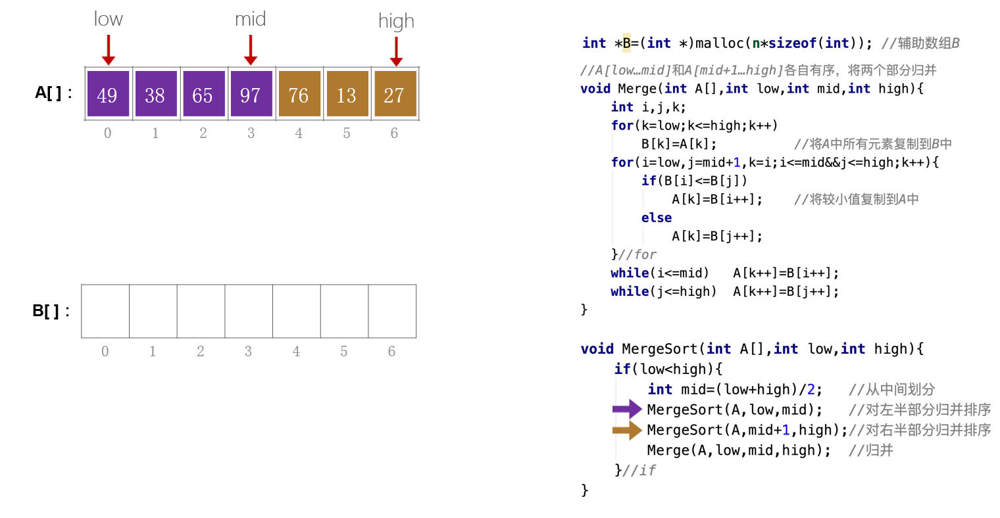 low mid high
A[ ] :
49 38 65 97 76 13 27
0 1 2 3 4 5 6
B[ ] :
0 1 2 3 4 5 6
int *B=(int *)malloc(n*sizeof(int)); //辅助数组B
//A[low…mid]和A[mid+1…high]各自有序，将两个部分归并
void Merge(int A[],int low,int mid,int high){
int i,j,k;
for(k=low;k<=high;k++)
B[k]=A[k]; //将A中所有元素复制到B中
for(i=low,j=mid+1,k=i;i<=mid&&j<=high;k++){
if(B[i]<=B[j])
A[k]=B[i++]; //将较小值复制到A中
else
A[k]=B[j++];
}//for
while(i<=mid) A[k++]=B[i++];
while(j<=high) A[k++]=B[j++];
}
void MergeSort(int A[],int low,int high){
if(low<high){
int mid=(low+high)/2; //从中间划分
MergeSort(A,low,mid); //对左半部分归并排序
MergeSort(A,mid+1,high);//对右半部分归并排序
Merge(A,low,mid,high); //归并
}//if
}